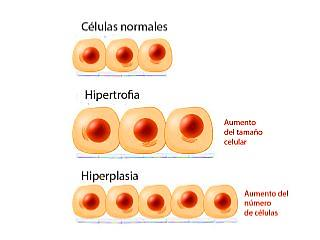 Células normales
Hipertrofia
Aumento
del tamaño
celular
Hiperplasia
Aumento del
número
de células